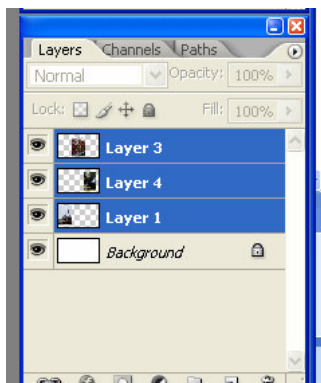 Layers Channels Paths
Normal Opacity: 100%
Lock: Fill: 100%
Layer 3
Layer 4
Layer 1
Background